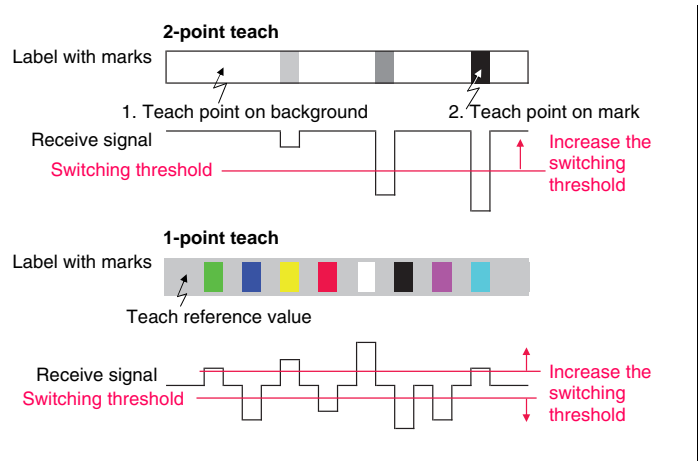 2-point teach
Label with marks
1. Teach point on background
2. Teach point on mark
Receive signal
Switching threshold
Increase the
switching
threshold
1-point teach
Label with marks
Teach reference value
Receive signal
Switching threshold
Increase the
switching
threshold